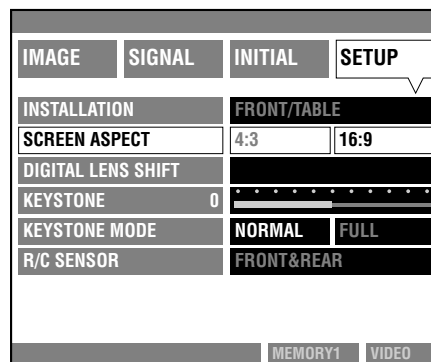 IMAGE SIGNAL INITIAL SETUP
INSTALLATION FRONT/TABLE
SCREEN ASPECT 4:3 16:9
DIGITAL LENS SHIFT
KEYSTONE 0
KEYSTONE MODE NORMAL FULL
R/C SENSOR FRONT&REAR
MEMORY1 VIDEO